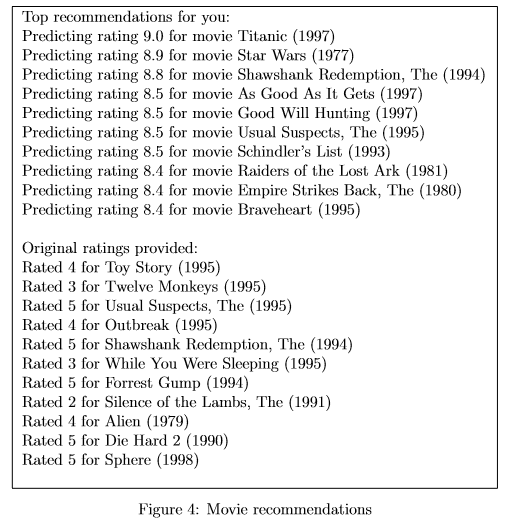 Top recommendations for you:
Predicting rating 9.0 for movie Titanic (1997)
Predicting rating 8.9 for movie Star Wars (1977)
Predicting rating 8.8 for movie Shawshank Redemption, The (1994)
Predicting rating 8.5 for movie As Good As It Gets (1997)
Predicting rating 8.5 for movie Good Will Hunting (1997)
Predicting rating 8.5 for movie Usual Suspects, The (1995)
Predicting rating 8.5 for movie Schindler's List (1993)
Predicting rating 8.4 for movie Raiders of the Lost Ark (1981)
Predicting rating 8.4 for movie Empire Strikes Back, The (1980)
Predicting rating 8.4 for movie Braveheart (1995)
Original ratings provided:
Rated 4 for Toy Story (1995)
Rated 3 for Twelve Monkeys (1995)
Rated 5 for Usual Suspects, The (1995)
Rated 4 for Outbreak (1995)
Rated 5 for Shawshank Redemption, The (1994)
Rated 3 for While You Were Sleeping (1995)
Rated 5 for Forrest Gump (1994)
Rated 2 for Silence of the Lambs, The (1991)
Rated 4 for Alien (1979)
Rated 5 for Die Hard 2 (1990)
Rated 5 for Sphere (1998)
Figure 4: Movie recommendations